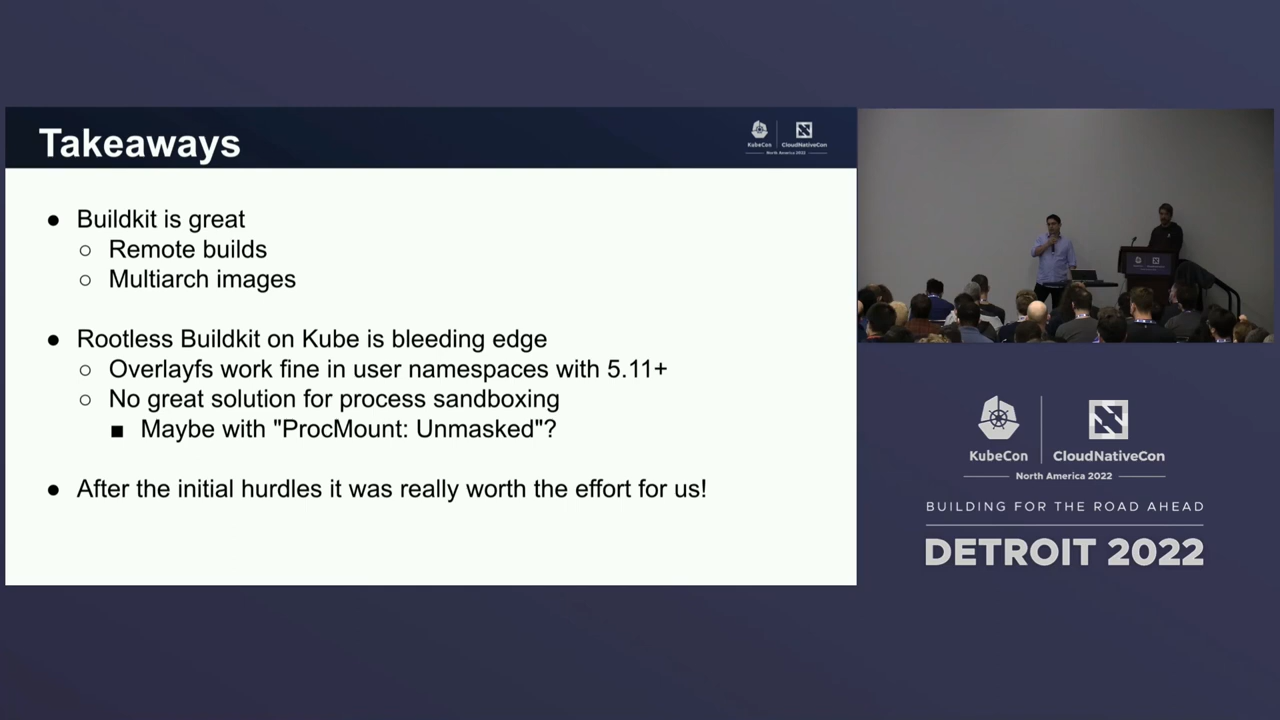 Takeaways
KubeCon
CloudNativeCon
North America 2022
● Buildkit is great
○ Remote builds
○ Multiarch images
● Rootless Buildkit on Kube is bleeding edge
○ Overlayfs work fine in user namespaces with 5.11+
○ No great solution for process sandboxing
■ Maybe with "ProcMount: Unmasked"?
● After the initial hurdles it was really worth the effort for us!
KubeCon
CloudNativeCon
North America 2022
BUILDING FOR THE ROAD AHEAD
DETROIT 2022